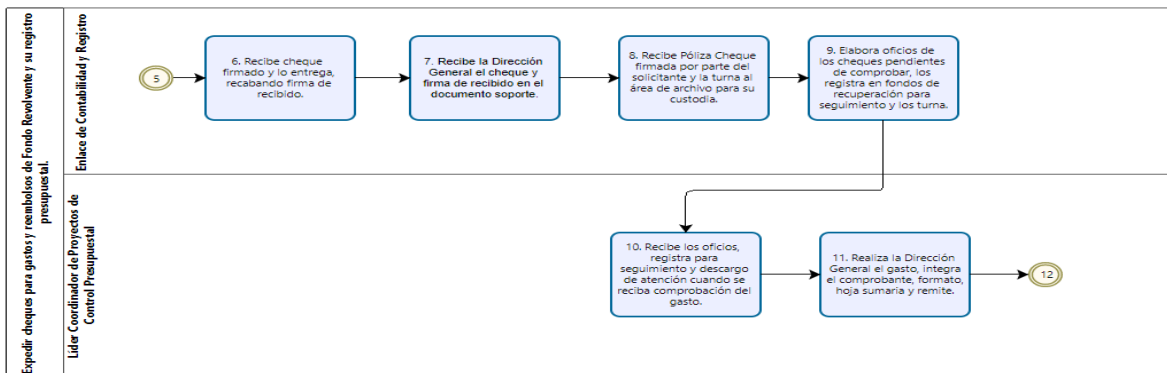 Expedir cheques para gastos y reembolsos de Fondo Revolvente y su registro
presupuestal.
Enlace de Contabilidad y Registro
5
6. Recibe cheque
firmado y lo entrega,
recabando firma de
recibido.
7. Recibe la Dirección
General el cheque y
firma de recibido en el
documento soporte.
8. Recibe Póliza Cheque
firmada por parte del
solicitante y la turna al
área de archivo para su
custodia.
9. Elabora oficios de
los cheques pendientes
de comprobar, los
registra en fondos de
recuperación para
seguimiento y los turna.
Líder Coordinador de Proyectos de
Control Presupuestal
10. Recibe los oficios,
registra para
seguimiento y descargo
de atención cuando se
reciba comprobación del
gasto.
11. Realiza la Dirección
General el gasto, integra
el comprobante, formato,
hoja sumaria y remite.
12